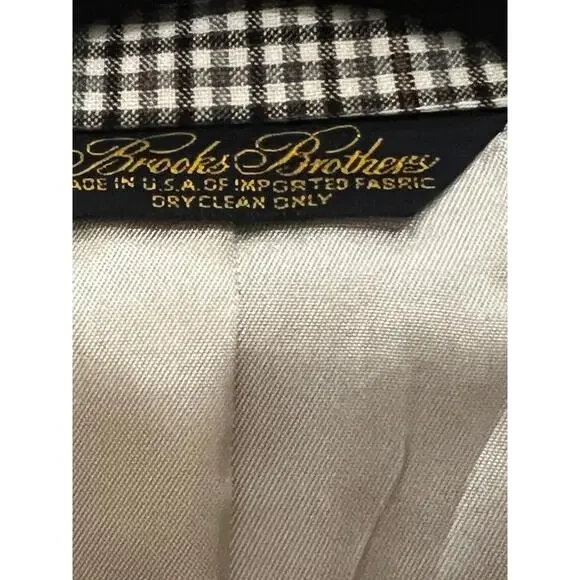 Brooks Brothers
ADE IN U.S.A. OF IMPORTED FABRIC
DRYCLEAN ONLY